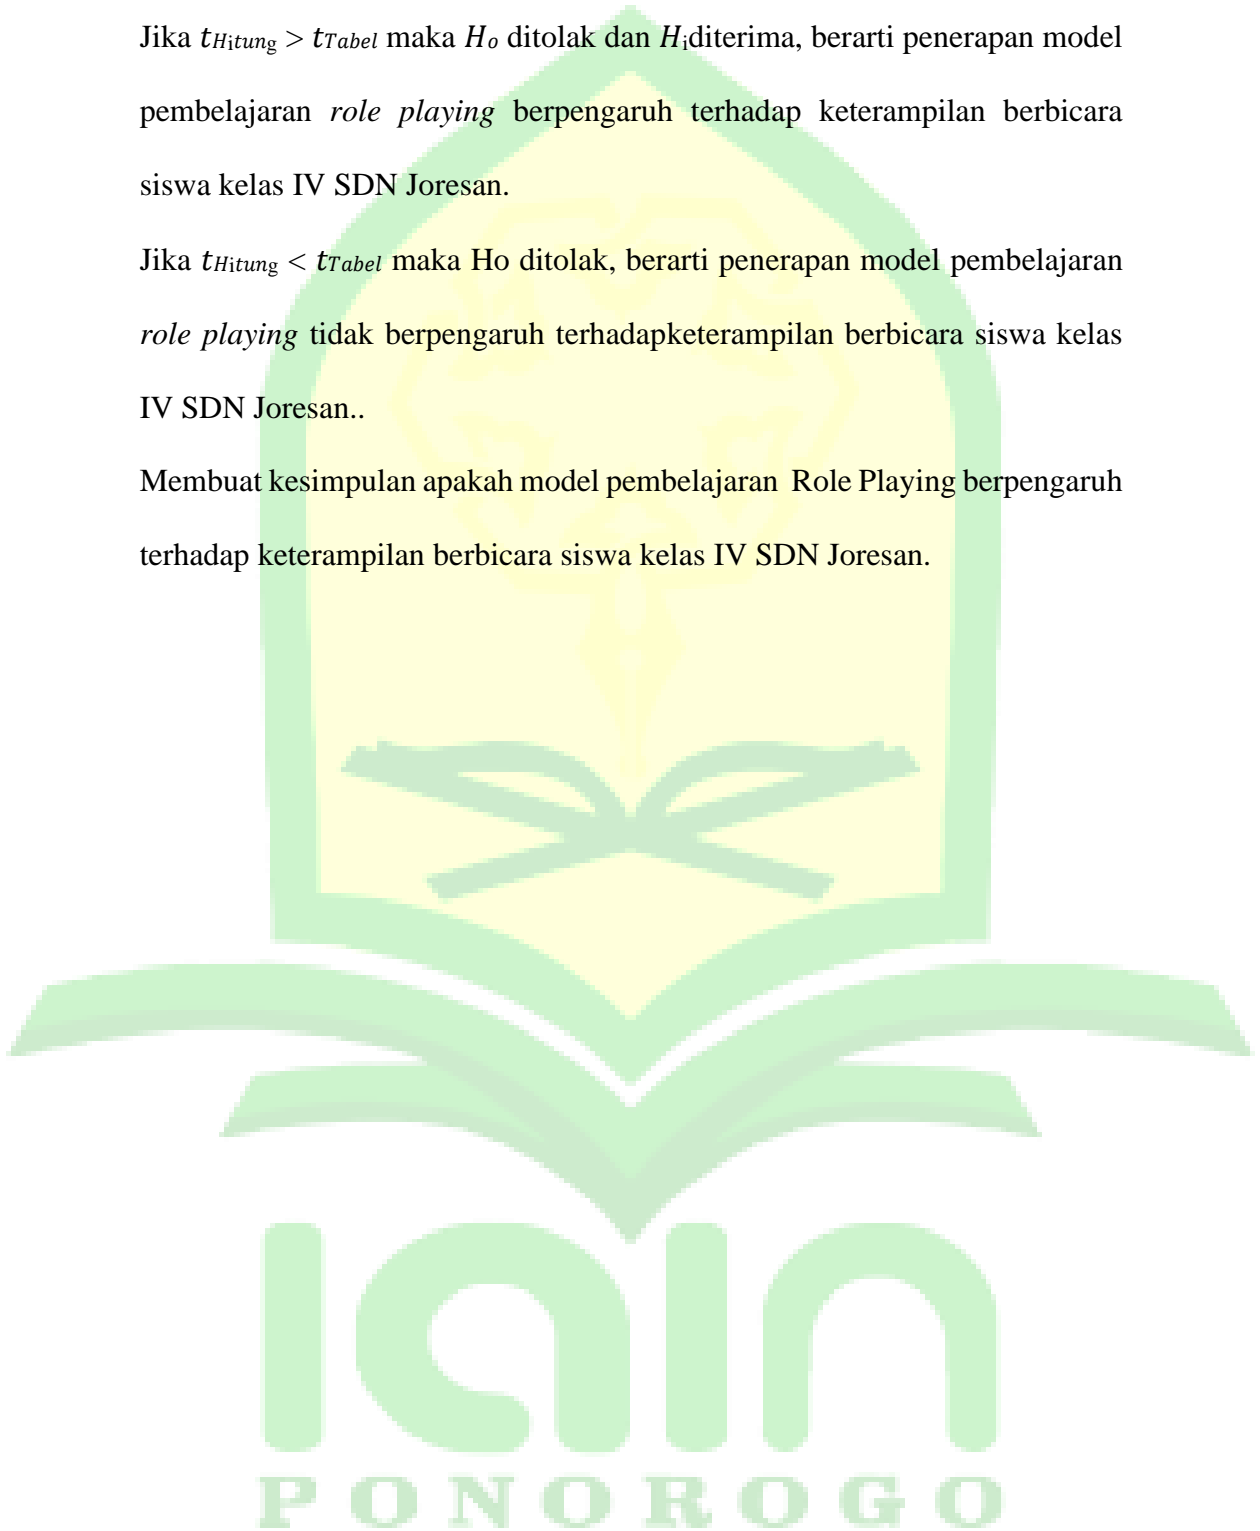 Jika tHitung > tTabel maka Ho ditolak dan Hiditerima, berarti penerapan model
pembelajaran role playing berpengaruh terhadap keterampilan berbicara
siswa kelas IV SDN Joresan.
Jika tHitung < tTabel maka Ho ditolak, berarti penerapan model pembelajaran
role playing tidak berpengaruh terhadapketerampilan berbicara siswa kelas
IV SDN Joresan..
Membuat kesimpulan apakah model pembelajaran Role Playing berpengaruh
terhadap keterampilan berbicara siswa kelas IV SDN Joresan.
iain
PONOROGO